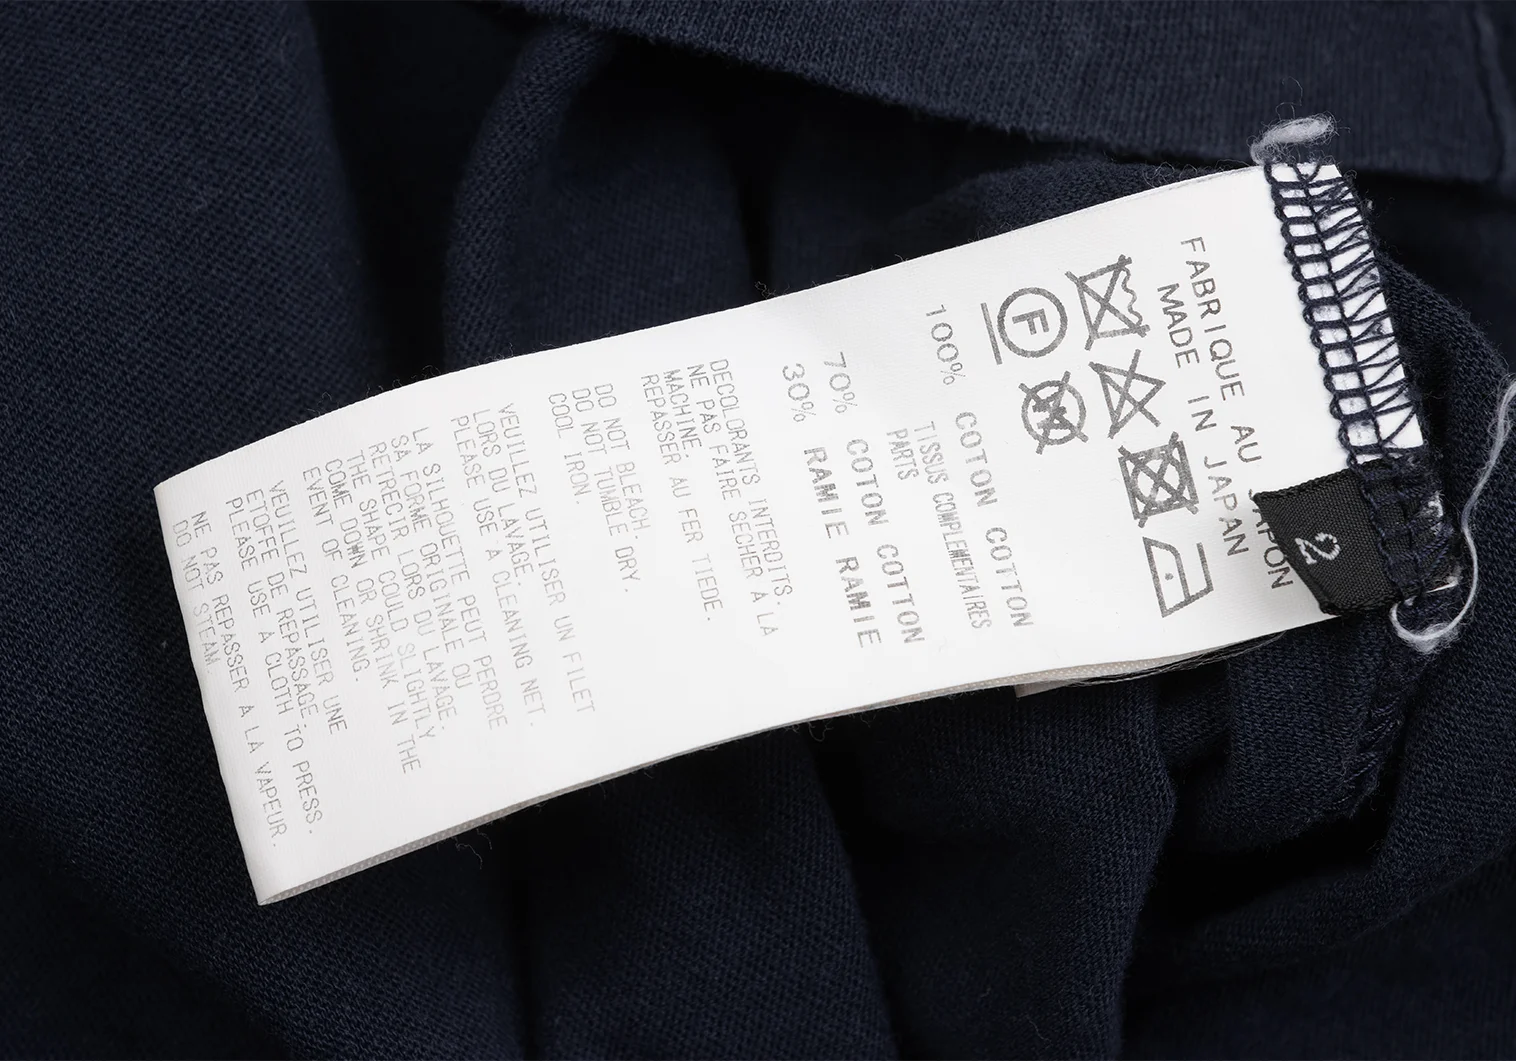 FABRIQUE AU JAPON
MADE IN JAPAN
F
W
100% COTON COTTON
TISSUS COMPLEMENTAIRES
PARTS
70% COTON COTTON
30% RAMIE RAMIE
DECOLORANTS INTERDITS.
NE PAS FAIRE SECHER A LA
MACHINE.
REPASSER AU FER TIEDE.
DO NOT BLEACH.
DO NOT TUMBLE DRY.
COOL IRON.
VEUILLEZ UTILISER UN FILET
LORS DU LAVAGE.
PLEASE USE A CLEANING NET.
LA SILHOUETTE PEUT PERDRE
SA FORME ORIGINALE OU
RETRECIR LORS DU LAVAGE.
THE SHAPE COULD SLIGHTLY
COME DOWN OR SHRINK IN THE
EVENT OF CLEANING.
VEUILLEZ UTILISER UNE
ETOFFE DE REPASSAGE.
PLEASE USE A CLOTH TO PRESS.
NE PAS REPASSER A LA VAPEUR.
DO NOT STEAM.
2